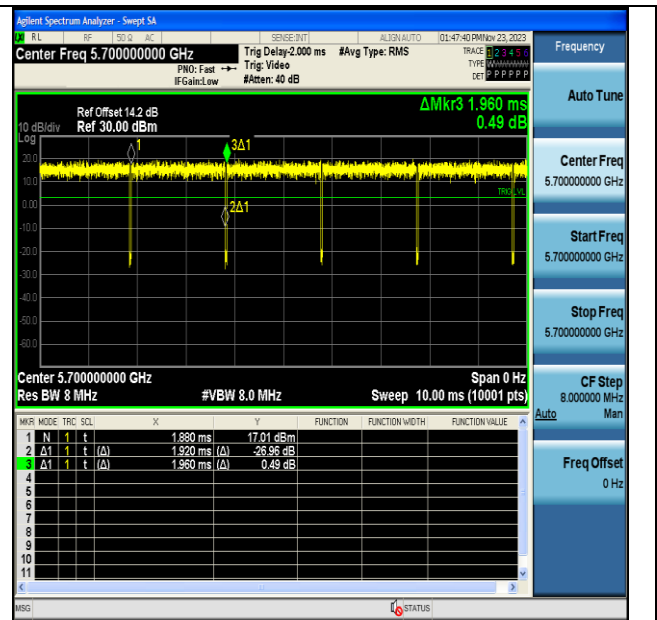 Agilent Spectrum Analyzer - Swept SA
RL RF 50 Ω AC SENSE:INT ALIGN AUTO 01:47:40 PM Nov 23, 2023
Center Freq 5.700000000 GHz
PNO: Fast
IFGain:Low
Trig Delay-2.000 ms
Trig: Video
#Atten: 40 dB
#Avg Type: RMS
TRACE 1 2 3 4 5 6
TYPE WWWWWW
DET P P P P P P
Frequency
Auto Tune
Center Freq
5.700000000 GHz
Start Freq
5.700000000 GHz
Stop Freq
5.700000000 GHz
CF Step
8.000000 MHz
Auto Man
Freq Offset
0 Hz
ΔMkr3 1.960 ms
0.49 dB
Ref Offset 14.2 dB
10 dB/div Ref 30.00 dBm
Log
1
3Δ1
20.0
10.0
0.00
2Δ1
-10.0
-20.0
-30.0
-40.0
-50.0
-60.0
Center 5.700000000 GHz Span 0 Hz
Res BW 8 MHz #VBW 8.0 MHz Sweep 10.00 ms (10001 pts)
MKR MODE TRC SCL X Y FUNCTION FUNCTION WIDTH FUNCTION VALUE
1 N 1 t 1.880 ms 17.01 dBm
2 Δ1 1 t (Δ) 1.920 ms (Δ) -26.96 dB
3 Δ1 1 t (Δ) 1.960 ms (Δ) 0.49 dB
4
5
6
7
8
9
10
11
MSG STATUS